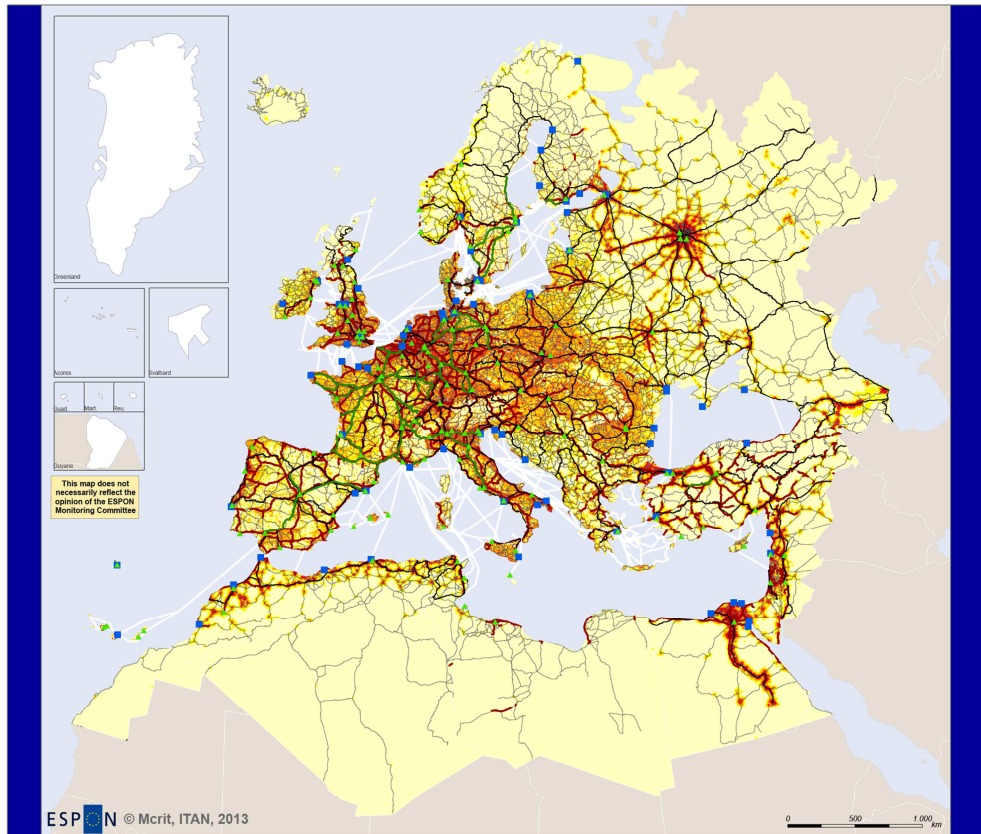 Greenland
Acores
Svalbard
Guad.
Mart.
Reu.
Guyane
This map does not
necessarily reflect the
opinion of the ESPON
Monitoring Committee
ESPON © Mcrit, ITAN, 2013
0 500 1.000
km